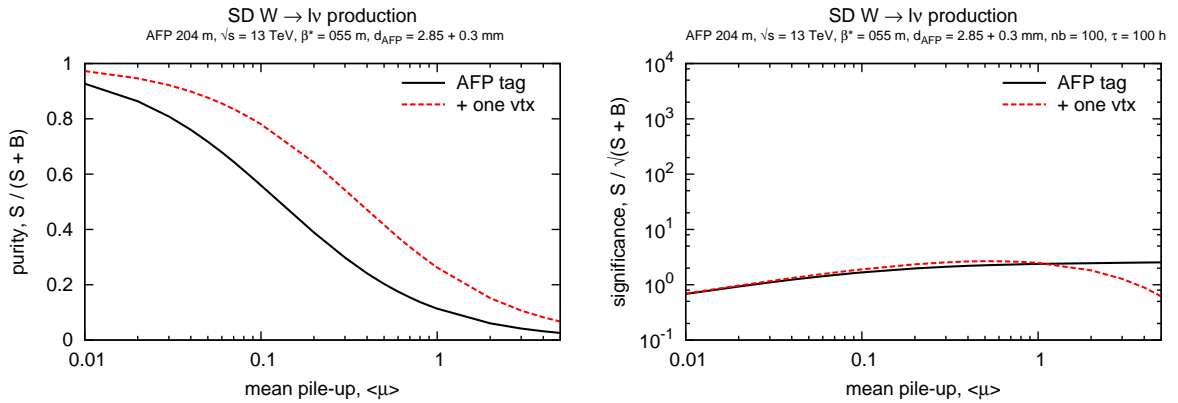 SD W → lν production
AFP 204 m, √s = 13 TeV, β* = 055 m, d_AFP = 2.85 + 0.3 mm
AFP tag
+ one vtx
purity, S / (S + B)
1
0.8
0.6
0.4
0.2
0
0.01 0.1 1
mean pile-up, <μ>
SD W → lν production
AFP 204 m, √s = 13 TeV, β* = 055 m, d_AFP = 2.85 + 0.3 mm, nb = 100, τ = 100 h
AFP tag
+ one vtx
significance, S / √(S + B)
10^4
10^3
10^2
10^1
10^0
10^-1
0.01 0.1 1
mean pile-up, <μ>